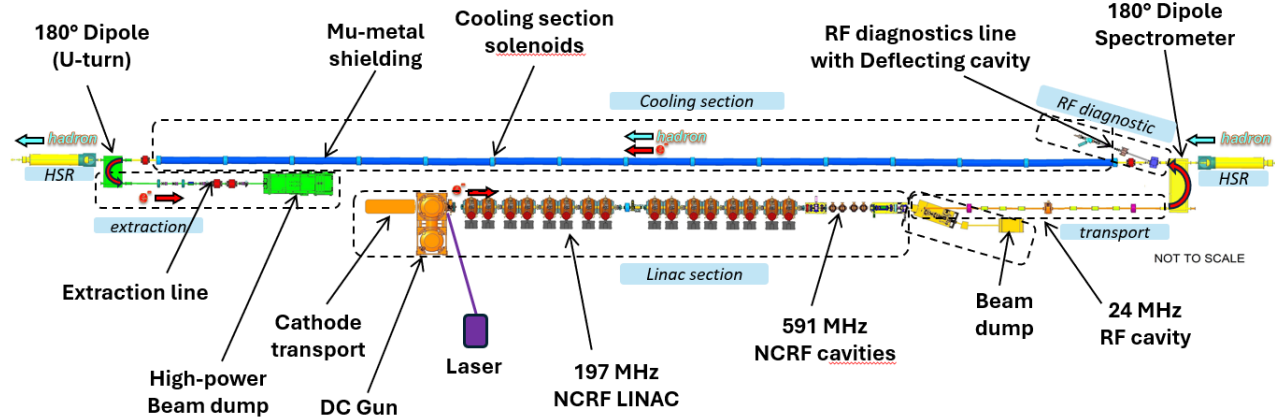 180° Dipole
(U-turn)
Mu-metal
shielding
Cooling section
solenoids
RF diagnostics line
with Deflecting cavity
180° Dipole
Spectrometer
Cooling section
RF diagnostic
hadron
hadron
e-
hadron
HSR
HSR
e-
extraction
e-
transport
Linac section
NOT TO SCALE
Extraction line
Cathode
transport
Laser
591 MHz
NCRF cavities
Beam
dump
24 MHz
RF cavity
High-power
Beam dump
DC Gun
197 MHz
NCRF LINAC